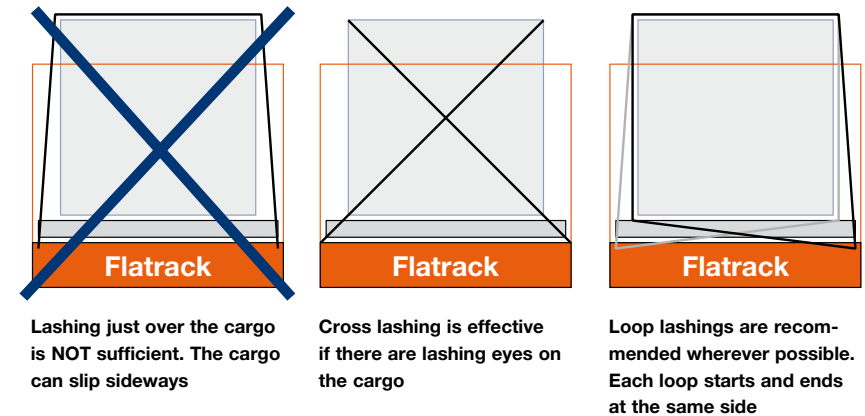 Flatrack
Flatrack
Flatrack
Lashing just over the cargo
is NOT sufficient. The cargo
can slip sideways
Cross lashing is effective
if there are lashing eyes on
the cargo
Loop lashings are recom-
mended wherever possible.
Each loop starts and ends
at the same side